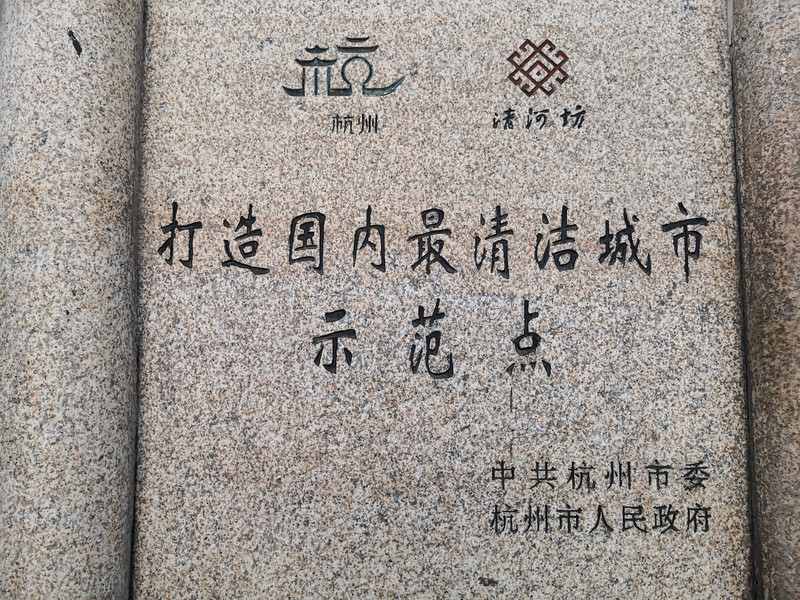 杭州 清河坊
打造国内最清洁城市
示范点
中共杭州市委
杭州市人民政府